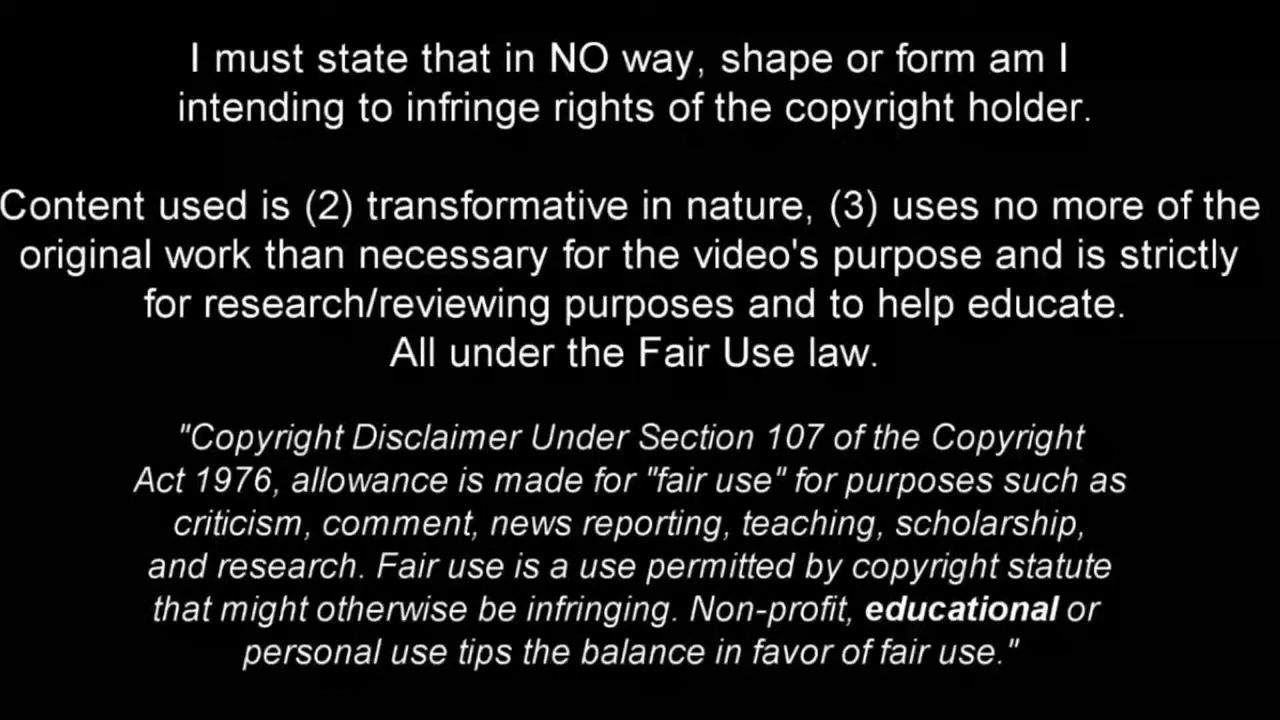 I must state that in NO way, shape or form am I
intending to infringe rights of the copyright holder.
Content used is (2) transformative in nature, (3) uses no more of the
original work than necessary for the video's purpose and is strictly
for research/reviewing purposes and to help educate.
All under the Fair Use law.
"Copyright Disclaimer Under Section 107 of the Copyright
Act 1976, allowance is made for "fair use" for purposes such as
criticism, comment, news reporting, teaching, scholarship,
and research. Fair use is a use permitted by copyright statute
that might otherwise be infringing. Non-profit, educational or
personal use tips the balance in favor of fair use."